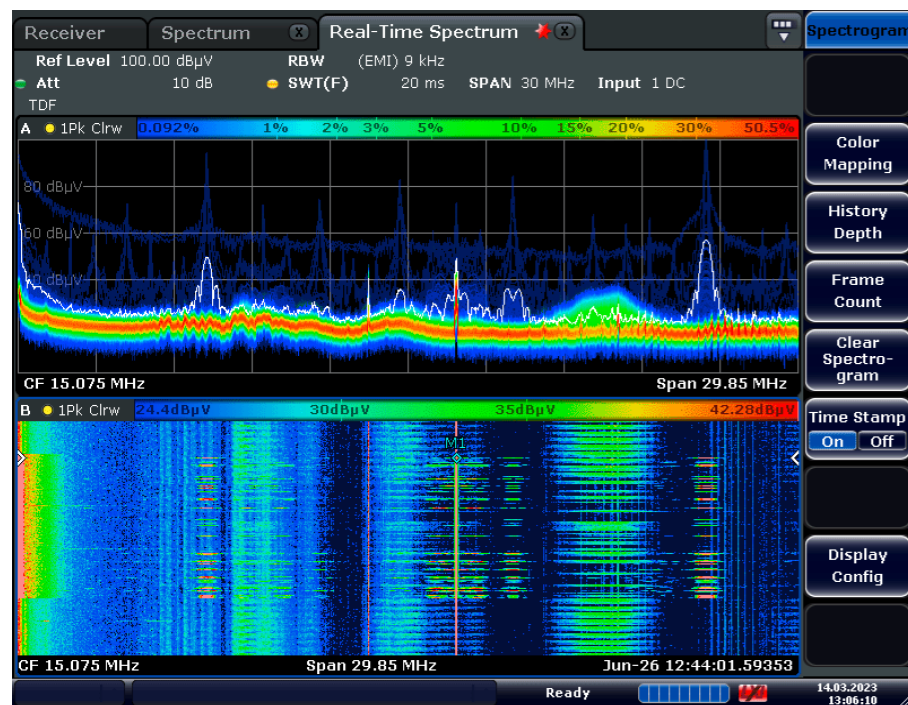 Receiver Spectrum X Real-Time Spectrum X
Ref Level 100.00 dBµV RBW (EMI) 9 kHz
Att 10 dB SWT(F) 20 ms SPAN 30 MHz Input 1 DC
TDF
A 1Pk Clrw 0.092% 1% 2% 3% 5% 10% 15% 20% 30% 50.5%
80 dBµV
60 dBµV
40 dBµV
CF 15.075 MHz Span 29.85 MHz
B 1Pk Clrw 24.4dBµV 30dBµV 35dBµV 42.28dBµV
M1
CF 15.075 MHz Span 29.85 MHz Jun-26 12:44:01.59353
Ready
14.03.2023
13:06:10
Spectrogram
Color
Mapping
History
Depth
Frame
Count
Clear
Spectro-
gram
Time Stamp
On Off
Display
Config